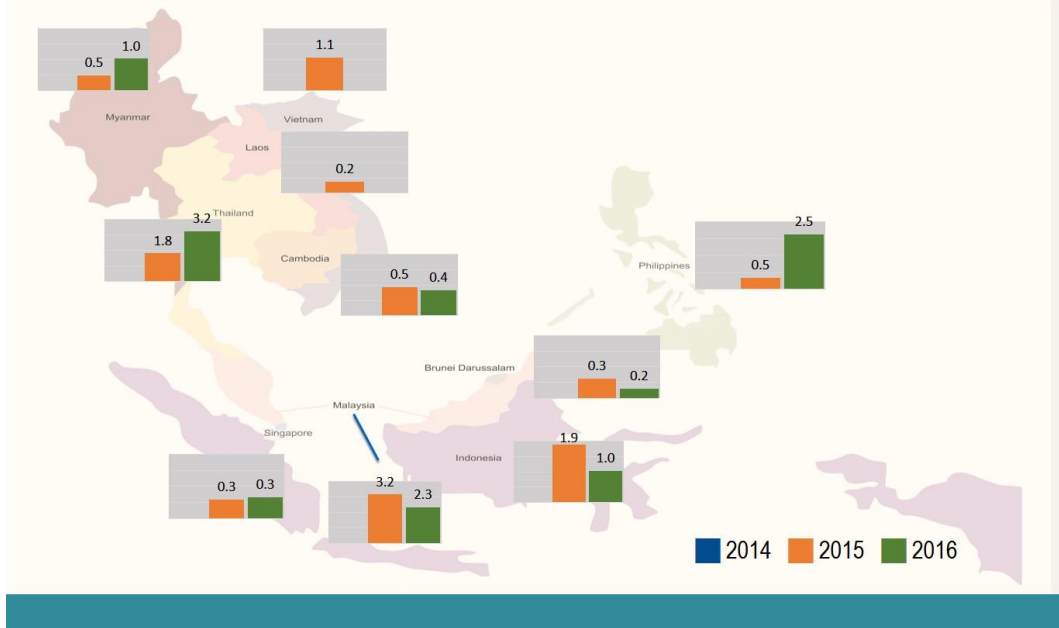 1.0
0.5
1.1
Myanmar
Vietnam
Laos
0.2
Thailand
3.2
1.8
Cambodia
0.5
0.4
2.5
0.5
Philippines
Brunei Darussalam
0.3
0.2
Malaysia
Singapore
Indonesia
1.9
1.0
0.3
0.3
3.2
2.3
2014
2015
2016